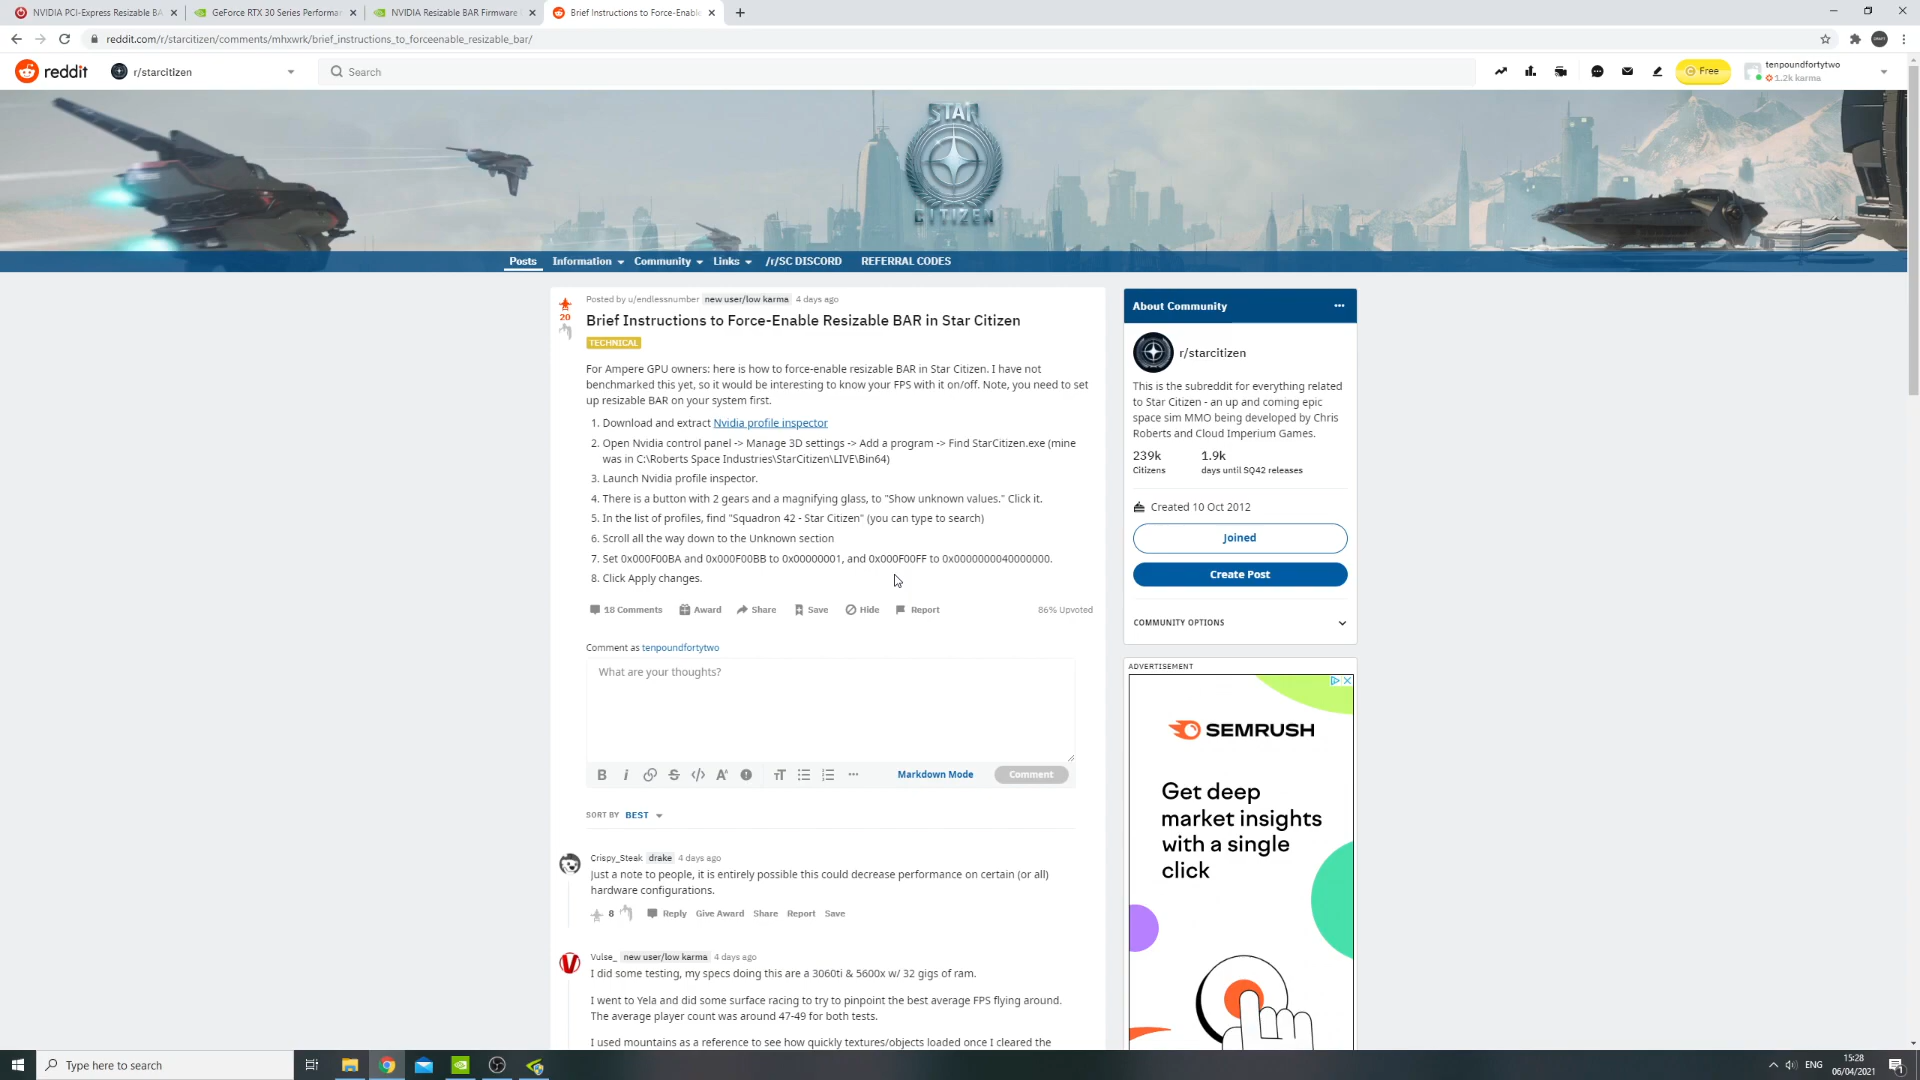 NVIDIA PCI-Express Resizable BA
GeForce RTX 30 Series Performan
NVIDIA Resizable BAR Firmware
Brief Instructions to Force-Enable
reddit.com/r/starcitizen/comments/mhxwrk/brief_instructions_to_forceenable_resizable_bar/
reddit
r/starcitizen
Search
Free
tenpoundfortytwo
1.2k karma
STAR
CITIZEN
Posts
Information
Community
Links
/r/SC DISCORD
REFERRAL CODES
20
Posted by u/endlessnumber new user/low karma 4 days ago
Brief Instructions to Force-Enable Resizable BAR in Star Citizen
TECHNICAL
For Ampere GPU owners: here is how to force-enable resizable BAR in Star Citizen. I have not
benchmarked this yet, so it would be interesting to know your FPS with it on/off. Note, you need to set
up resizable BAR on your system first.
1. Download and extract Nvidia profile inspector
2. Open Nvidia control panel -> Manage 3D settings -> Add a program -> Find StarCitizen.exe (mine
was in C:\Roberts Space Industries\StarCitizen\LIVE\Bin64)
3. Launch Nvidia profile inspector.
4. There is a button with 2 gears and a magnifying glass, to "Show unknown values." Click it.
5. In the list of profiles, find "Squadron 42 - Star Citizen" (you can type to search)
6. Scroll all the way down to the Unknown section
7. Set 0x000F00BA and 0x000F00BB to 0x00000001, and 0x000F00FF to 0x0000000040000000.
8. Click Apply changes.
18 Comments
Award
Share
Save
Hide
Report
86% Upvoted
Comment as tenpoundfortytwo
What are your thoughts?
Markdown Mode
Comment
SORT BY BEST
Crispy_Steak drake 4 days ago
Just a note to people, it is entirely possible this could decrease performance on certain (or all)
hardware configurations.
8
Reply
Give Award
Share
Report
Save
Vulse_ new user/low karma 4 days ago
I did some testing, my specs doing this are a 3060ti & 5600x w/ 32 gigs of ram.
I went to Yela and did some surface racing to try to pinpoint the best average FPS flying around.
The average player count was around 47-49 for both tests.
I used mountains as a reference to see how quickly textures/objects loaded once I cleared the
About Community
r/starcitizen
This is the subreddit for everything related
to Star Citizen - an up and coming epic
space sim MMO being developed by Chris
Roberts and Cloud Imperium Games.
239k
1.9k
Citizens
days until SQ42 releases
Created 10 Oct 2012
Joined
Create Post
COMMUNITY OPTIONS
ADVERTISEMENT
SEMRUSH
Get deep
market insights
with a single
click
Type here to search
ENG
15:28
06/04/2021